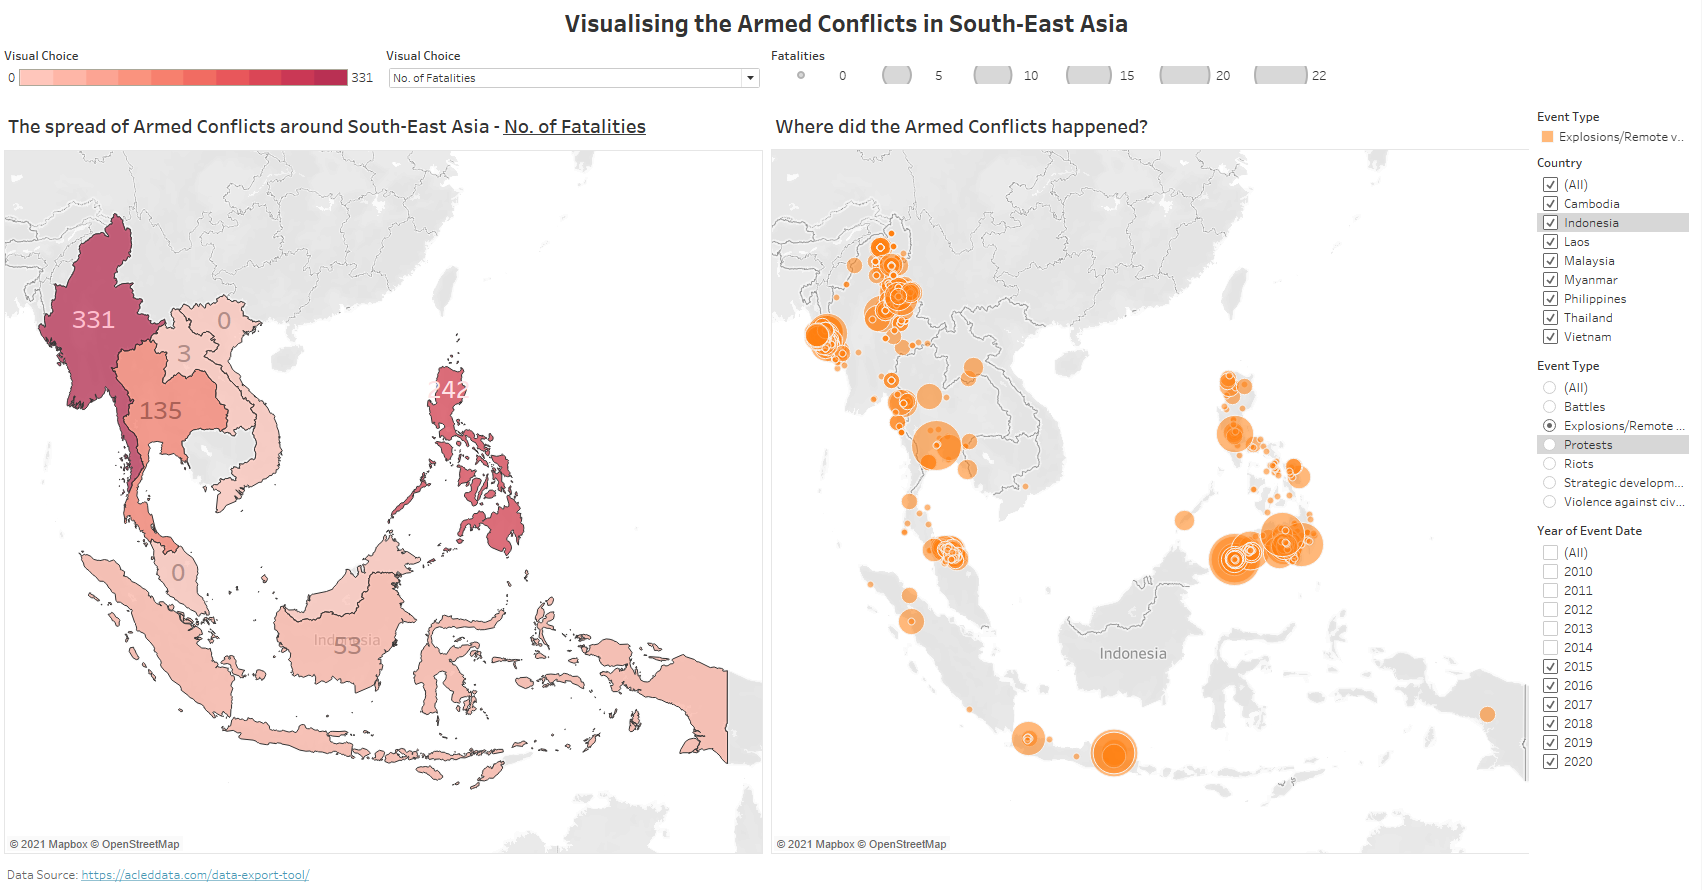 Visualising the Armed Conflicts in South-East Asia
Visual Choice
0 331
Visual Choice
No. of Fatalities
Fatalities
0 5 10 15 20 22
The spread of Armed Conflicts around South-East Asia - No. of Fatalities
331
0
3
135
242
0
Indonesia
53
© 2021 Mapbox © OpenStreetMap
Where did the Armed Conflicts happened?
Indonesia
© 2021 Mapbox © OpenStreetMap
Event Type
Explosions/Remote v..
Country
(All)
Cambodia
Indonesia
Laos
Malaysia
Myanmar
Philippines
Thailand
Vietnam
Event Type
(All)
Battles
Explosions/Remote ...
Protests
Riots
Strategic developm...
Violence against civ...
Year of Event Date
(All)
2010
2011
2012
2013
2014
2015
2016
2017
2018
2019
2020
Data Source: https://acleddata.com/data-export-tool/